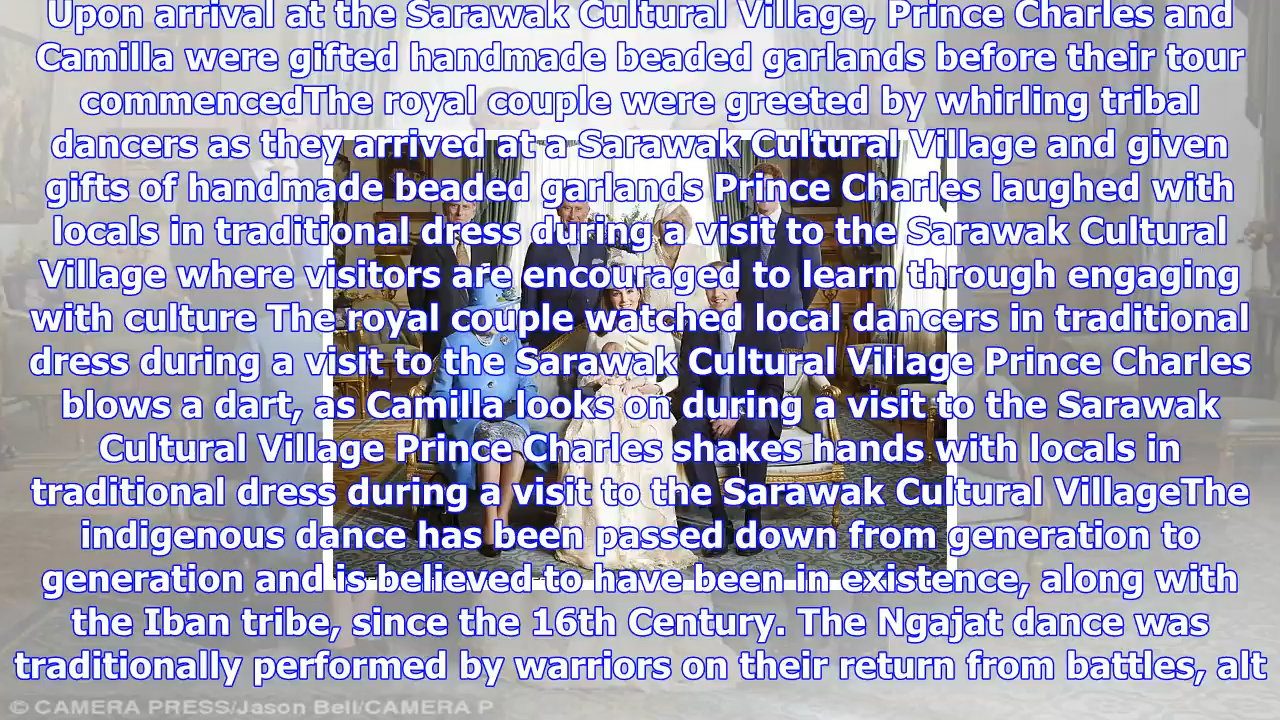 Upon arrival at the Sarawak Cultural Village, Prince Charles and
Camilla were gifted handmade beaded garlands before their tour
commencedThe royal couple were greeted by whirling tribal
dancers as they arrived at a Sarawak Cultural Village and given
gifts of handmade beaded garlands Prince Charles laughed with
locals in traditional dress during a visit to the Sarawak Cultural
Village where visitors are encouraged to learn through engaging
with culture The royal couple watched local dancers in traditional
dress during a visit to the Sarawak Cultural Village Prince Charles
blows a dart, as Camilla looks on during a visit to the Sarawak
Cultural Village Prince Charles shakes hands with locals in
traditional dress during a visit to the Sarawak Cultural VillageThe
indigenous dance has been passed down from generation to
generation and is believed to have been in existence, along with
the Iban tribe, since the 16th Century. The Ngajat dance was
traditionally performed by warriors on their return from battles, alt
© CAMERA PRESS/Jason Bell/CAMERA P